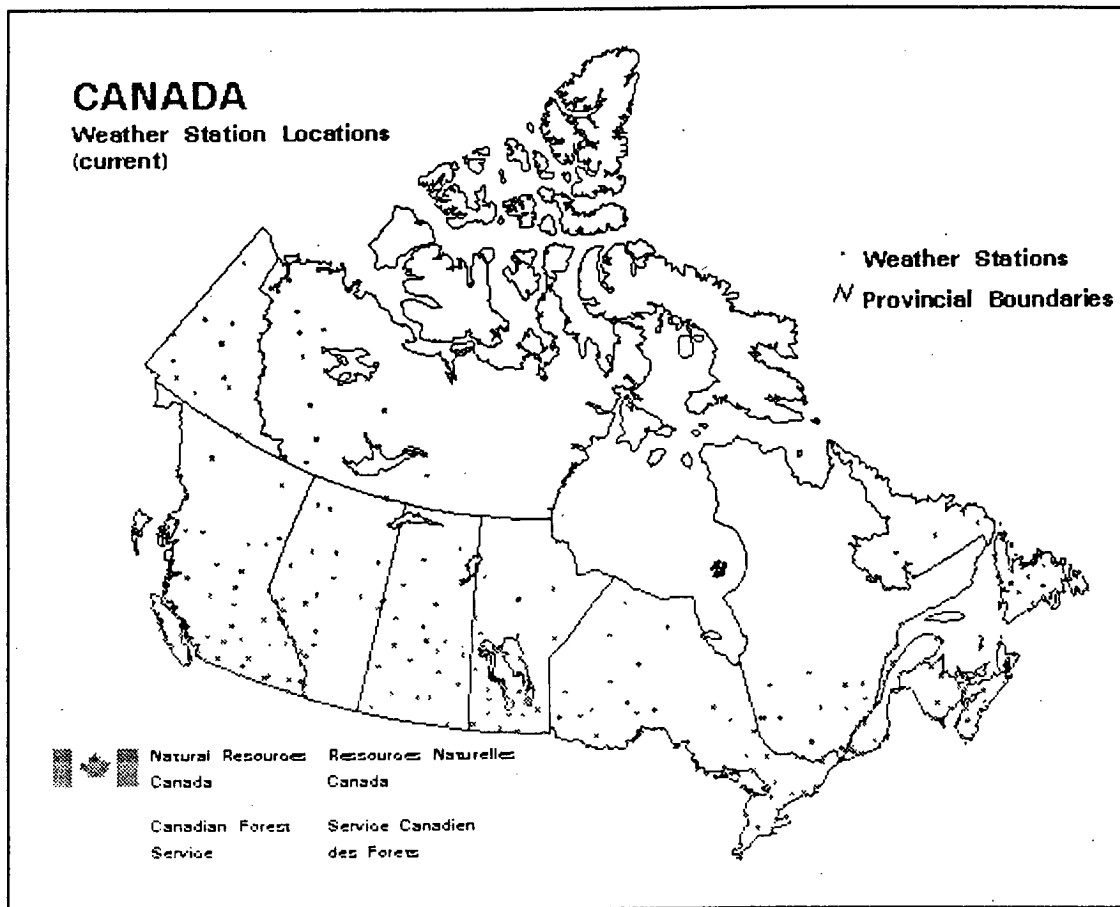 CANADA
Weather Station Locations
(current)
Weather Stations
Provincial Boundaries
Natural Resources
Canada
Ressources Naturelles
Canada
Canadian Forest
Service
Service Canadien
des Forets